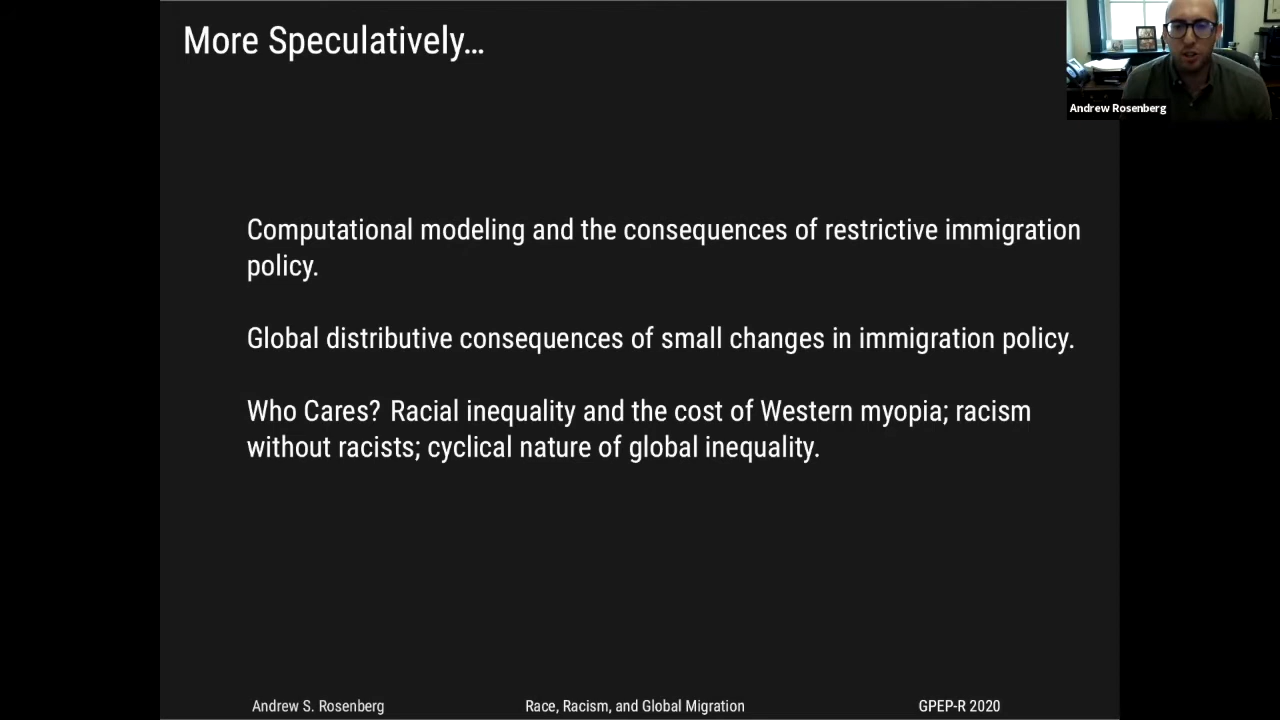 More Speculatively…
Andrew Rosenberg
Computational modeling and the consequences of restrictive immigration
policy.
Global distributive consequences of small changes in immigration policy.
Who Cares? Racial inequality and the cost of Western myopia; racism
without racists; cyclical nature of global inequality.
Andrew S. Rosenberg
Race, Racism, and Global Migration
GPEP-R 2020